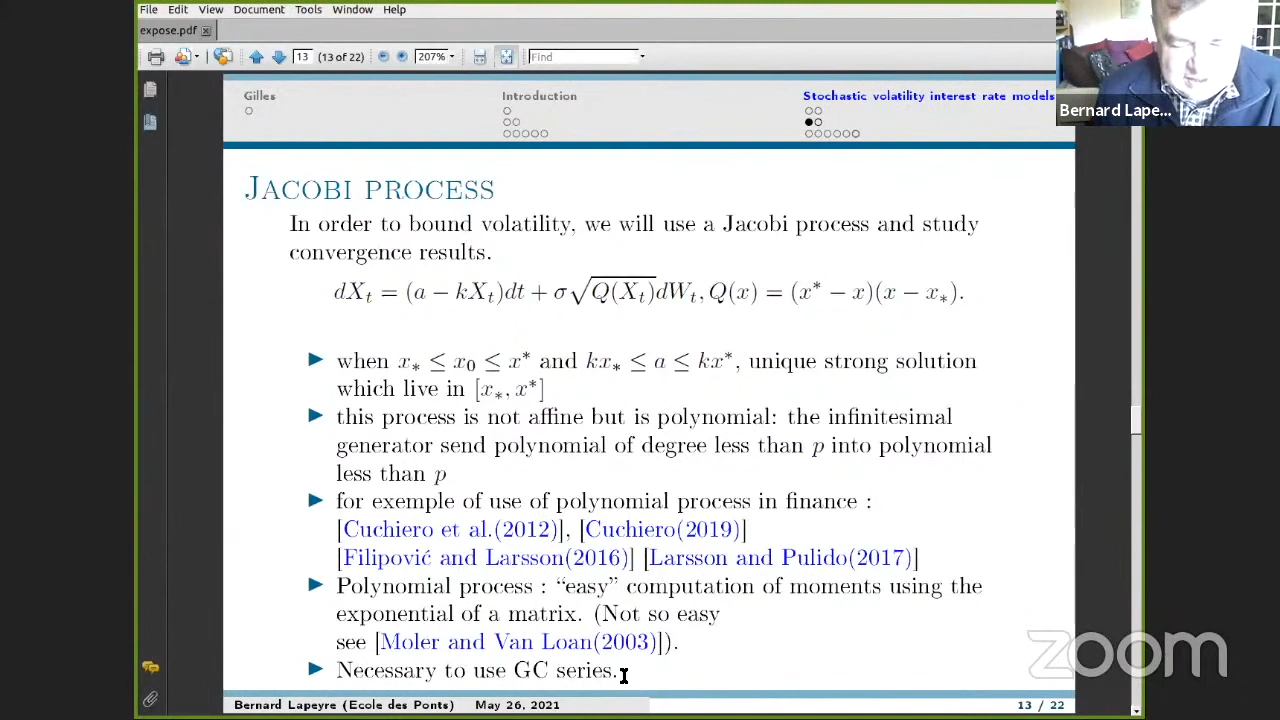 File Edit View Document Tools Window Help
expose.pdf
13 (13 of 22) 207% Find
Gilles Introduction Stochastic volatility interest rate models
Bernard Lape...
JACOBI PROCESS
In order to bound volatility, we will use a Jacobi process and study
convergence results.
dX_t = (a − kX_t)dt + σ√Q(X_t)dW_t, Q(x) = (x* − x)(x − x_*).
when x_* ≤ x_0 ≤ x* and kx_* ≤ a ≤ kx*, unique strong solution
which live in [x_*, x*]
this process is not affine but is polynomial: the infinitesimal
generator send polynomial of degree less than p into polynomial
less than p
for exemple of use of polynomial process in finance :
[Cuchiero et al.(2012)], [Cuchiero(2019)]
[Filipović and Larsson(2016)] [Larsson and Pulido(2017)]
Polynomial process : “easy” computation of moments using the
exponential of a matrix. (Not so easy
see [Moler and Van Loan(2003)]).
Necessary to use GC series.
zoom
Bernard Lapeyre (Ecole des Ponts) May 26, 2021 13 / 22